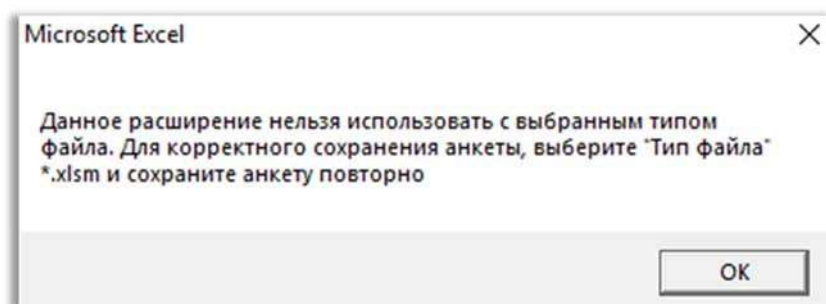 Microsoft Excel
Данное расширение нельзя использовать с выбранным типом
файла. Для корректного сохранения анкеты, выберите "Тип файла"
*.xlsm и сохраните анкету повторно
ОК